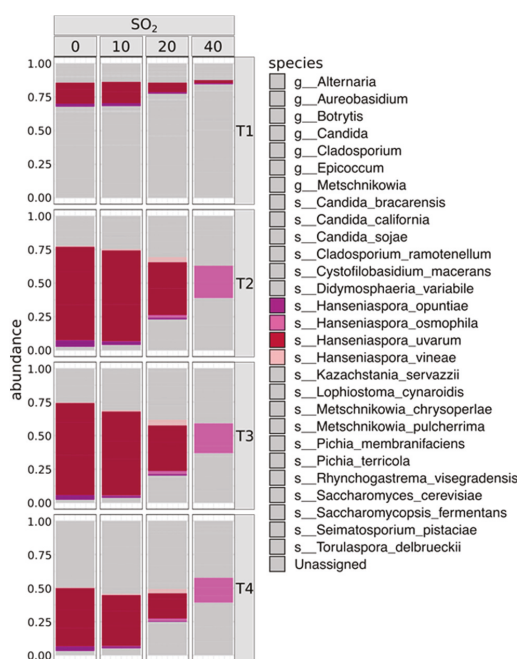 SO2
0 10 20 40
abundance
1.00
0.75
0.50
0.25
0.00
T1
1.00
0.75
0.50
0.25
0.00
T2
1.00
0.75
0.50
0.25
0.00
T3
1.00
0.75
0.50
0.25
0.00
T4
species
g__Alternaria
g__Aureobasidium
g__Botrytis
g__Candida
g__Cladosporium
g__Epicoccum
g__Metschnikowia
s__Candida_bracarensis
s__Candida_california
s__Candida_sojae
s__Cladosporium_ramotenellum
s__Cystofilobasidium_macerans
s__Didymosphaeria_variabile
s__Hanseniaspora_opuntiae
s__Hanseniaspora_osmophila
s__Hanseniaspora_uvarum
s__Hanseniaspora_vineae
s__Kazachstania_servazzii
s__Lophiostoma_cynaroidis
s__Metschnikowia_chrysoperlae
s__Metschnikowia_pulcherrima
s__Pichia_membranifaciens
s__Pichia_terricola
s__Rhynchogastrema_visegradensis
s__Saccharomyces_cerevisiae
s__Saccharomycopsis_fermentans
s__Seimatosporium_pistaciae
s__Torulaspora_delbrueckii
Unassigned